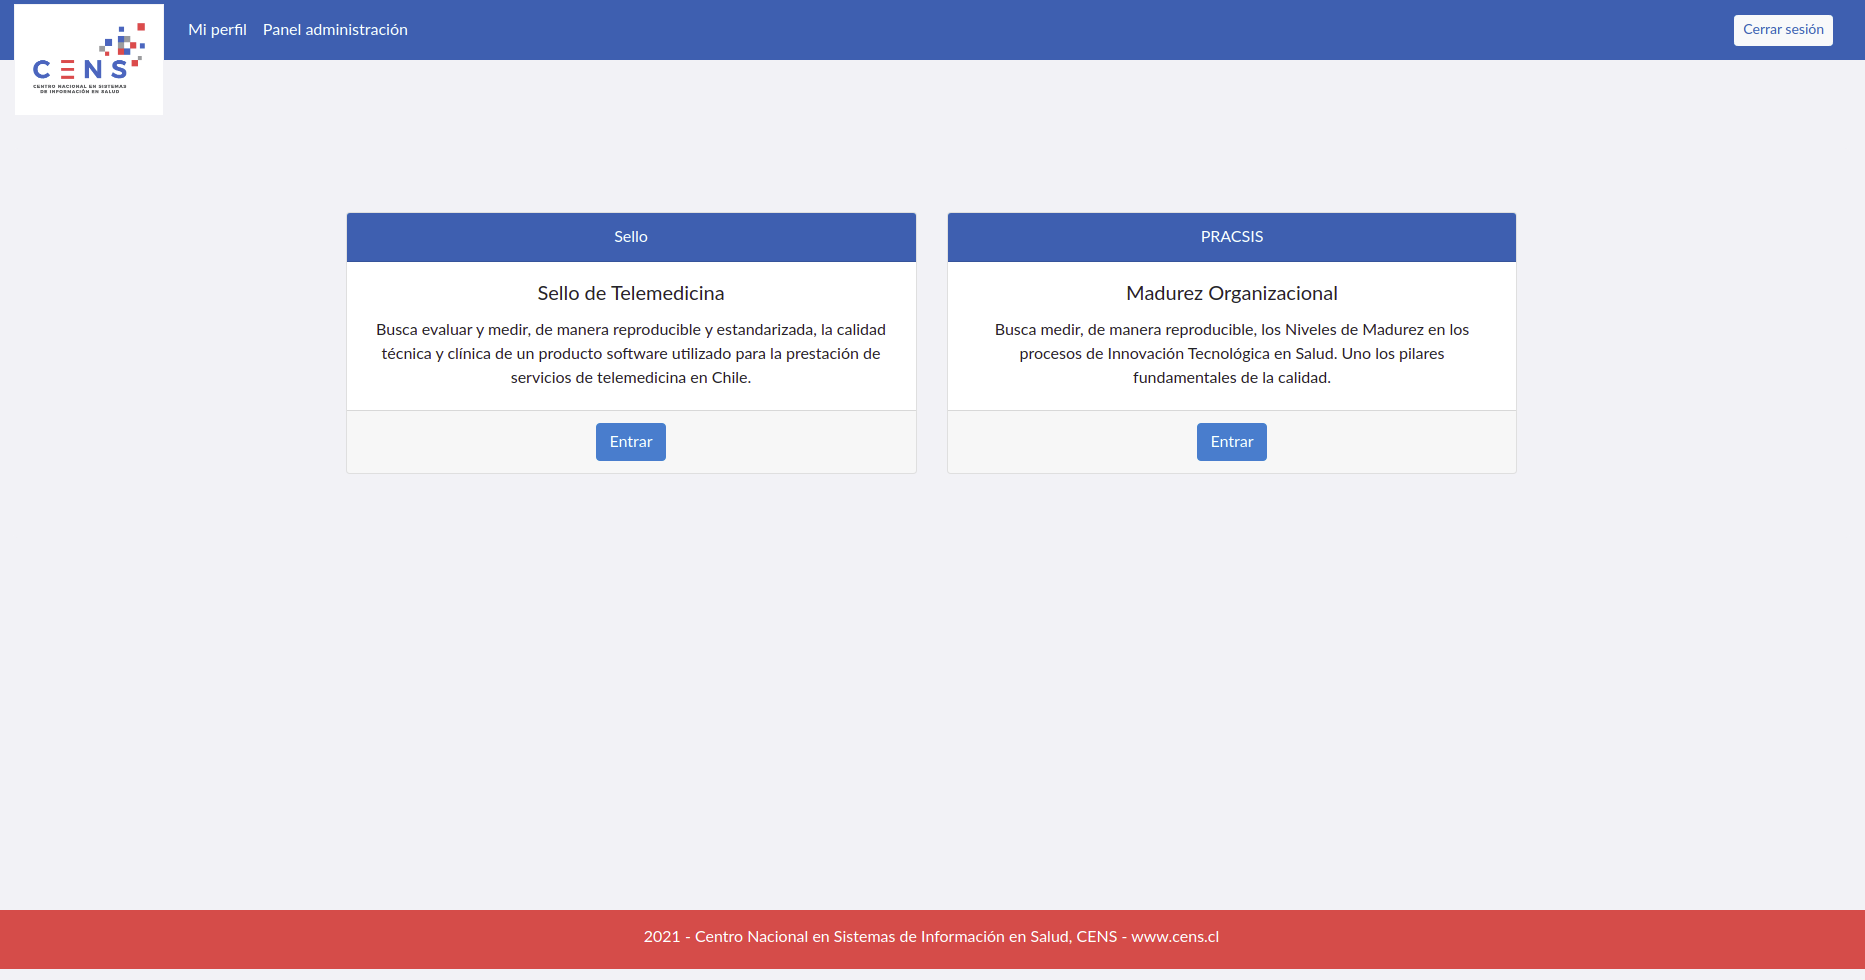 CENS
CENTRO NACIONAL EN SISTEMAS
DE INFORMACIÓN EN SALUD
Mi perfil
Panel administración
Cerrar sesión
Sello
Sello de Telemedicina
Busca evaluar y medir, de manera reproducible y estandarizada, la calidad
técnica y clínica de un producto software utilizado para la prestación de
servicios de telemedicina en Chile.
Entrar
PRACSIS
Madurez Organizacional
Busca medir, de manera reproducible, los Niveles de Madurez en los
procesos de Innovación Tecnológica en Salud. Uno los pilares
fundamentales de la calidad.
Entrar
2021 - Centro Nacional en Sistemas de Información en Salud, CENS - www.cens.cl